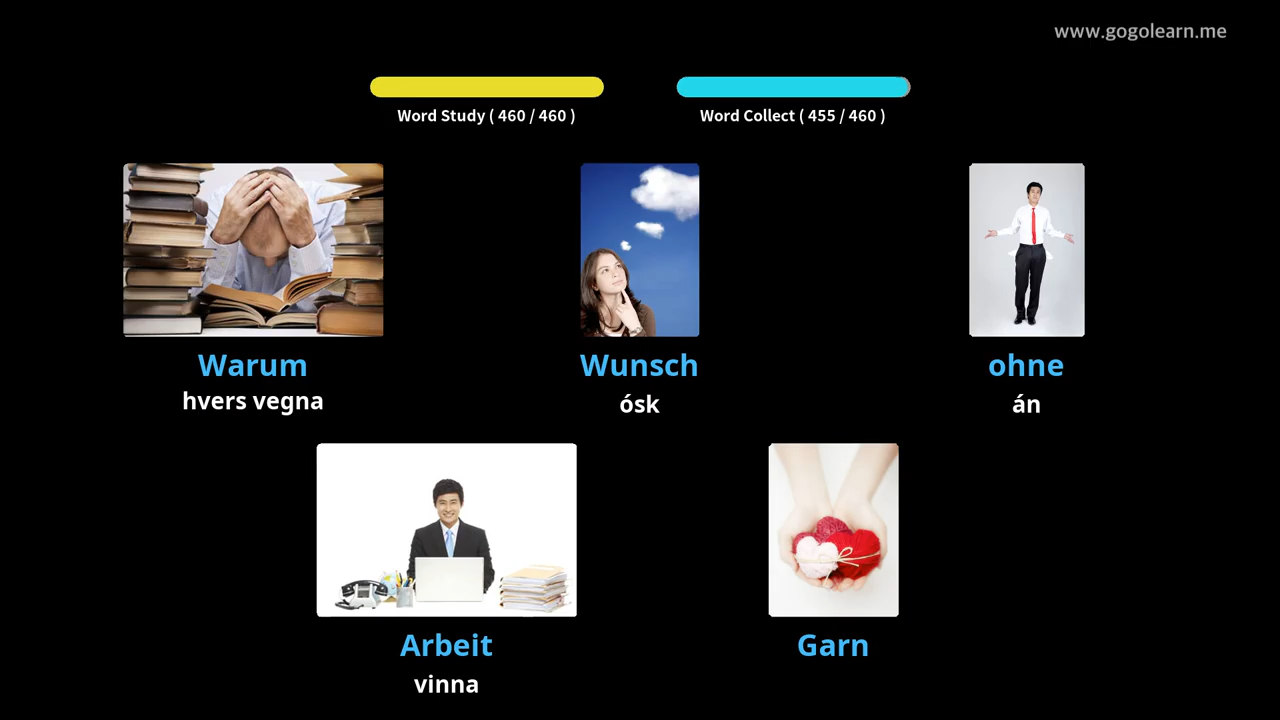 www.gogolearn.me
Word Study ( 460 / 460 )
Word Collect ( 455 / 460 )
Warum
hvers vegna
Wunsch
ósk
ohne
án
Arbeit
vinna
Garn